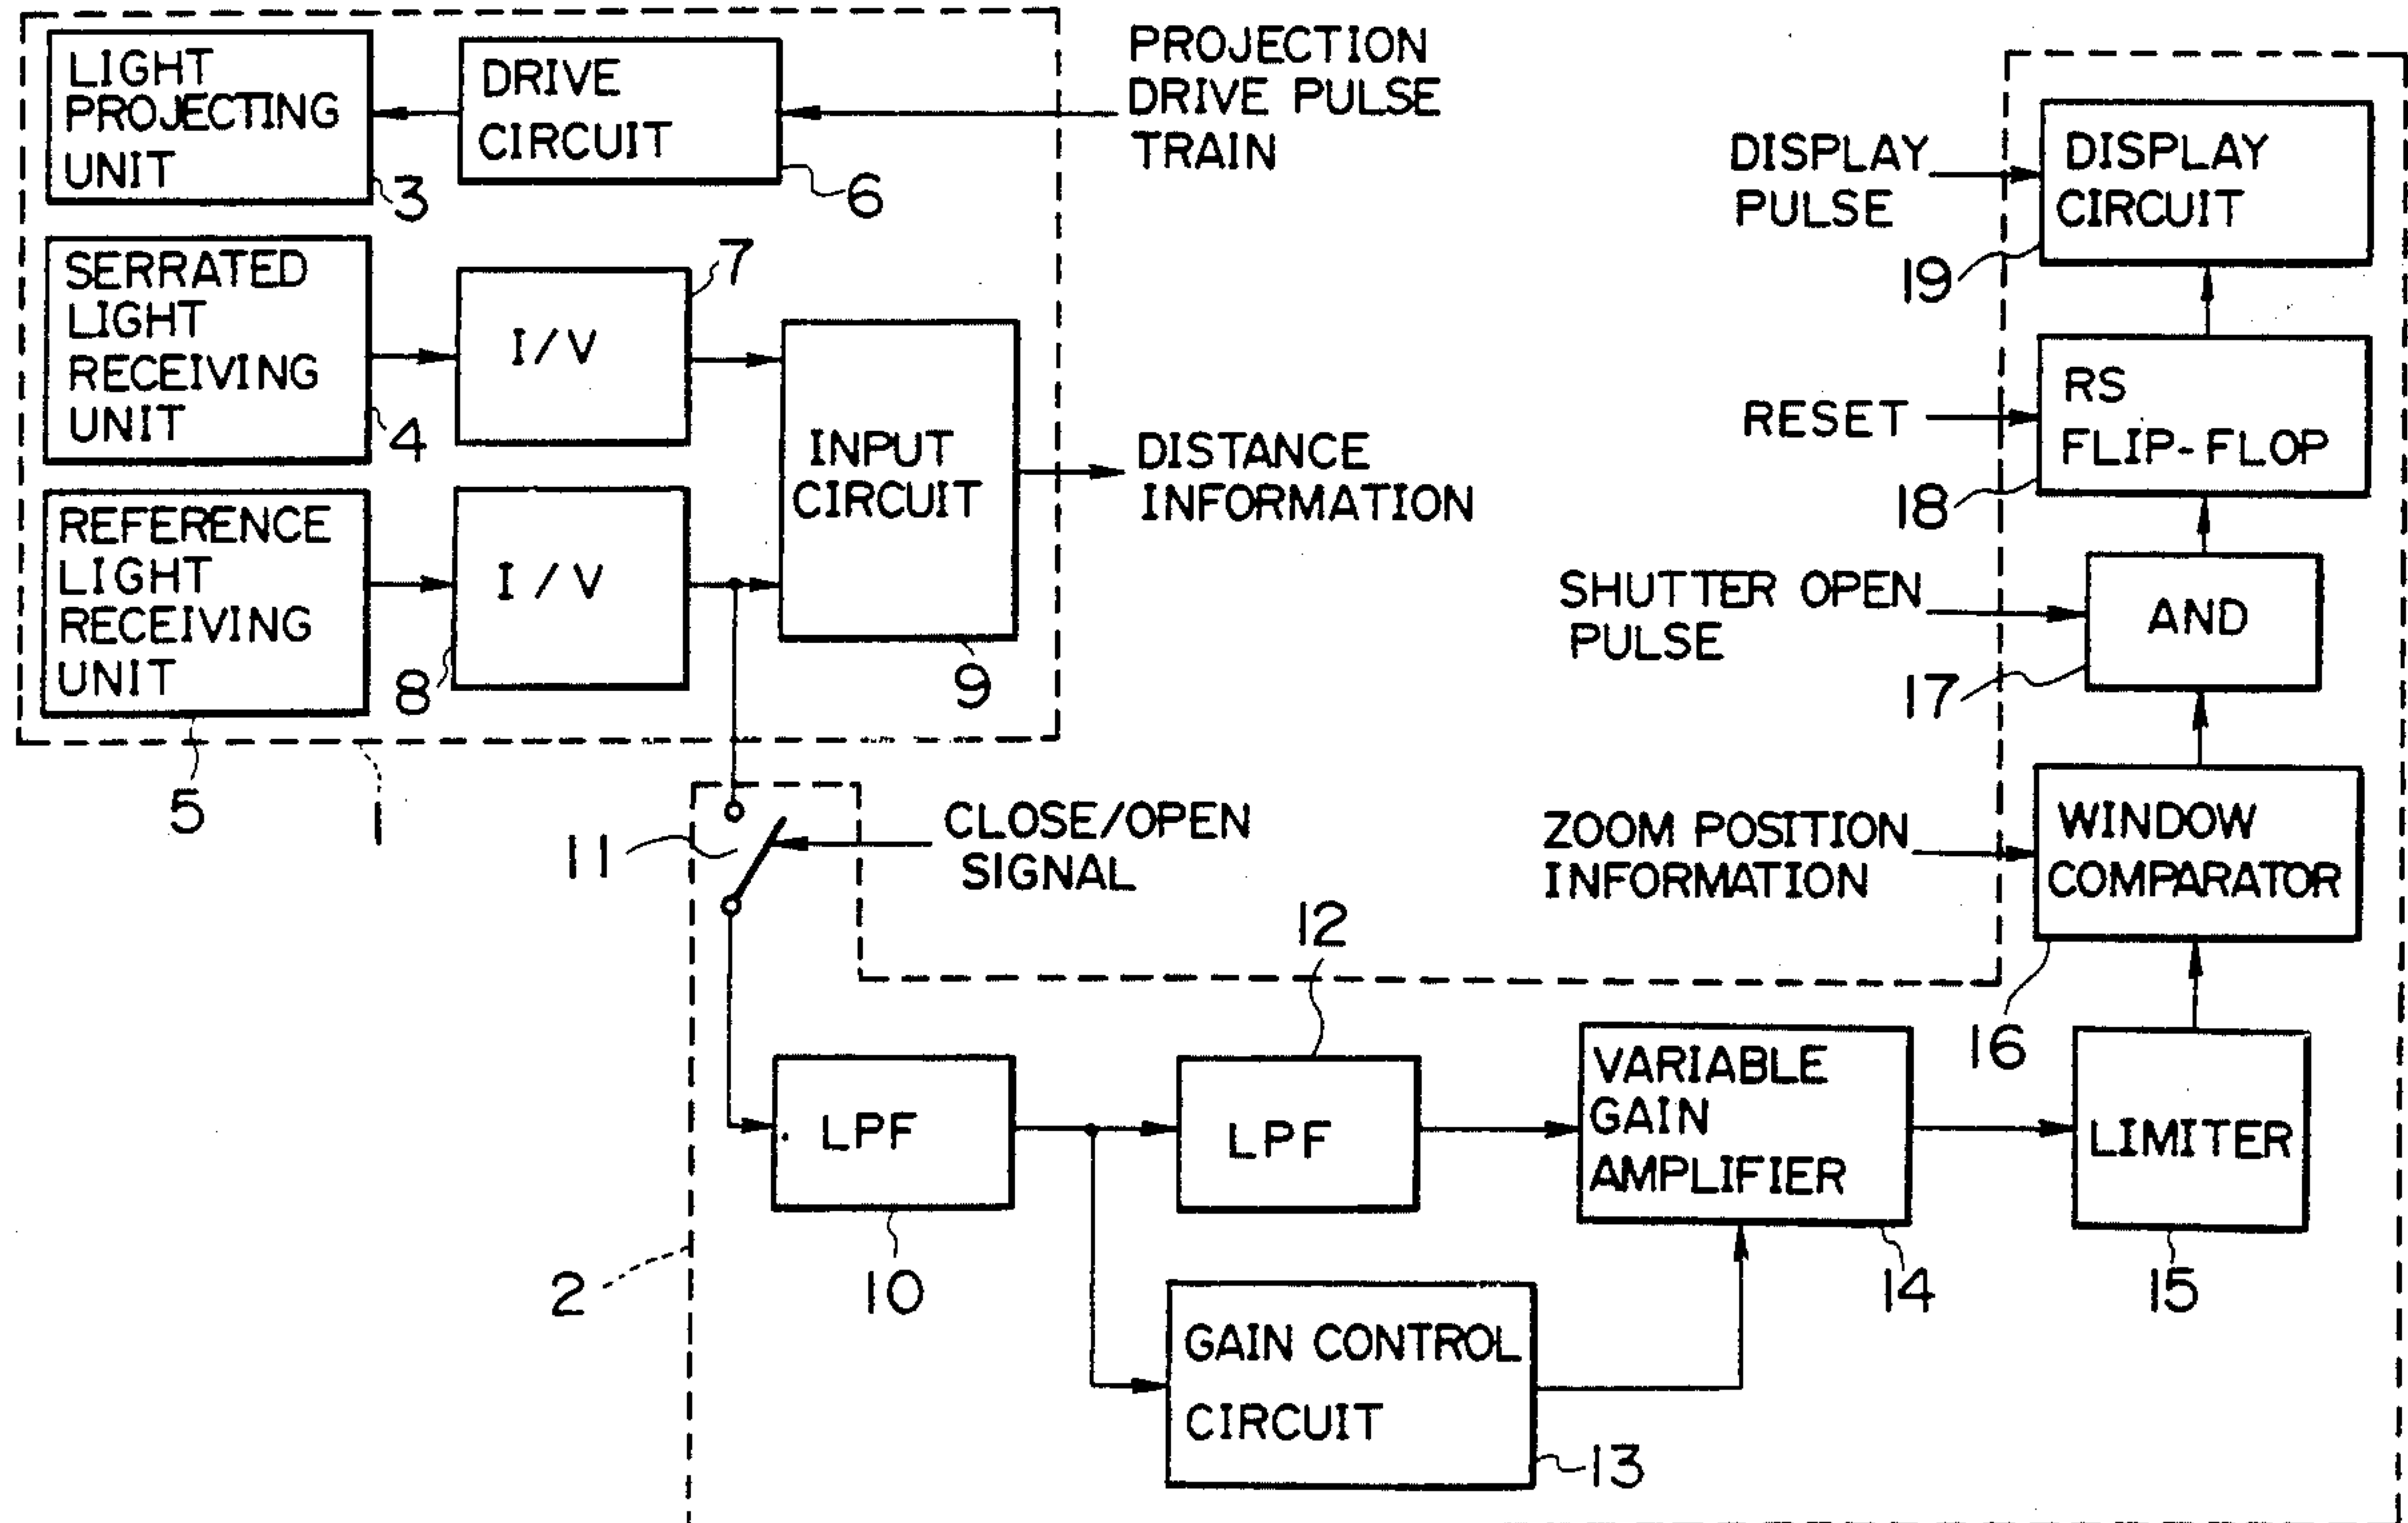 LIGHT
PROJECTING
UNIT
3
DRIVE
CIRCUIT
6
PROJECTION
DRIVE PULSE
TRAIN
SERRATED
LIGHT
RECEIVING
UNIT
4
I/V
7
REFERENCE
LIGHT
RECEIVING
UNIT
5
I/V
8
INPUT
CIRCUIT
9
DISTANCE
INFORMATION
1
DISPLAY
PULSE
DISPLAY
CIRCUIT
19
RESET
RS
FLIP-FLOP
18
SHUTTER OPEN
PULSE
AND
17
ZOOM POSITION
INFORMATION
WINDOW
COMPARATOR
16
11
CLOSE/OPEN
SIGNAL
12
LPF
10
LPF
VARIABLE
GAIN
AMPLIFIER
14
LIMITER
15
2
GAIN CONTROL
CIRCUIT
13